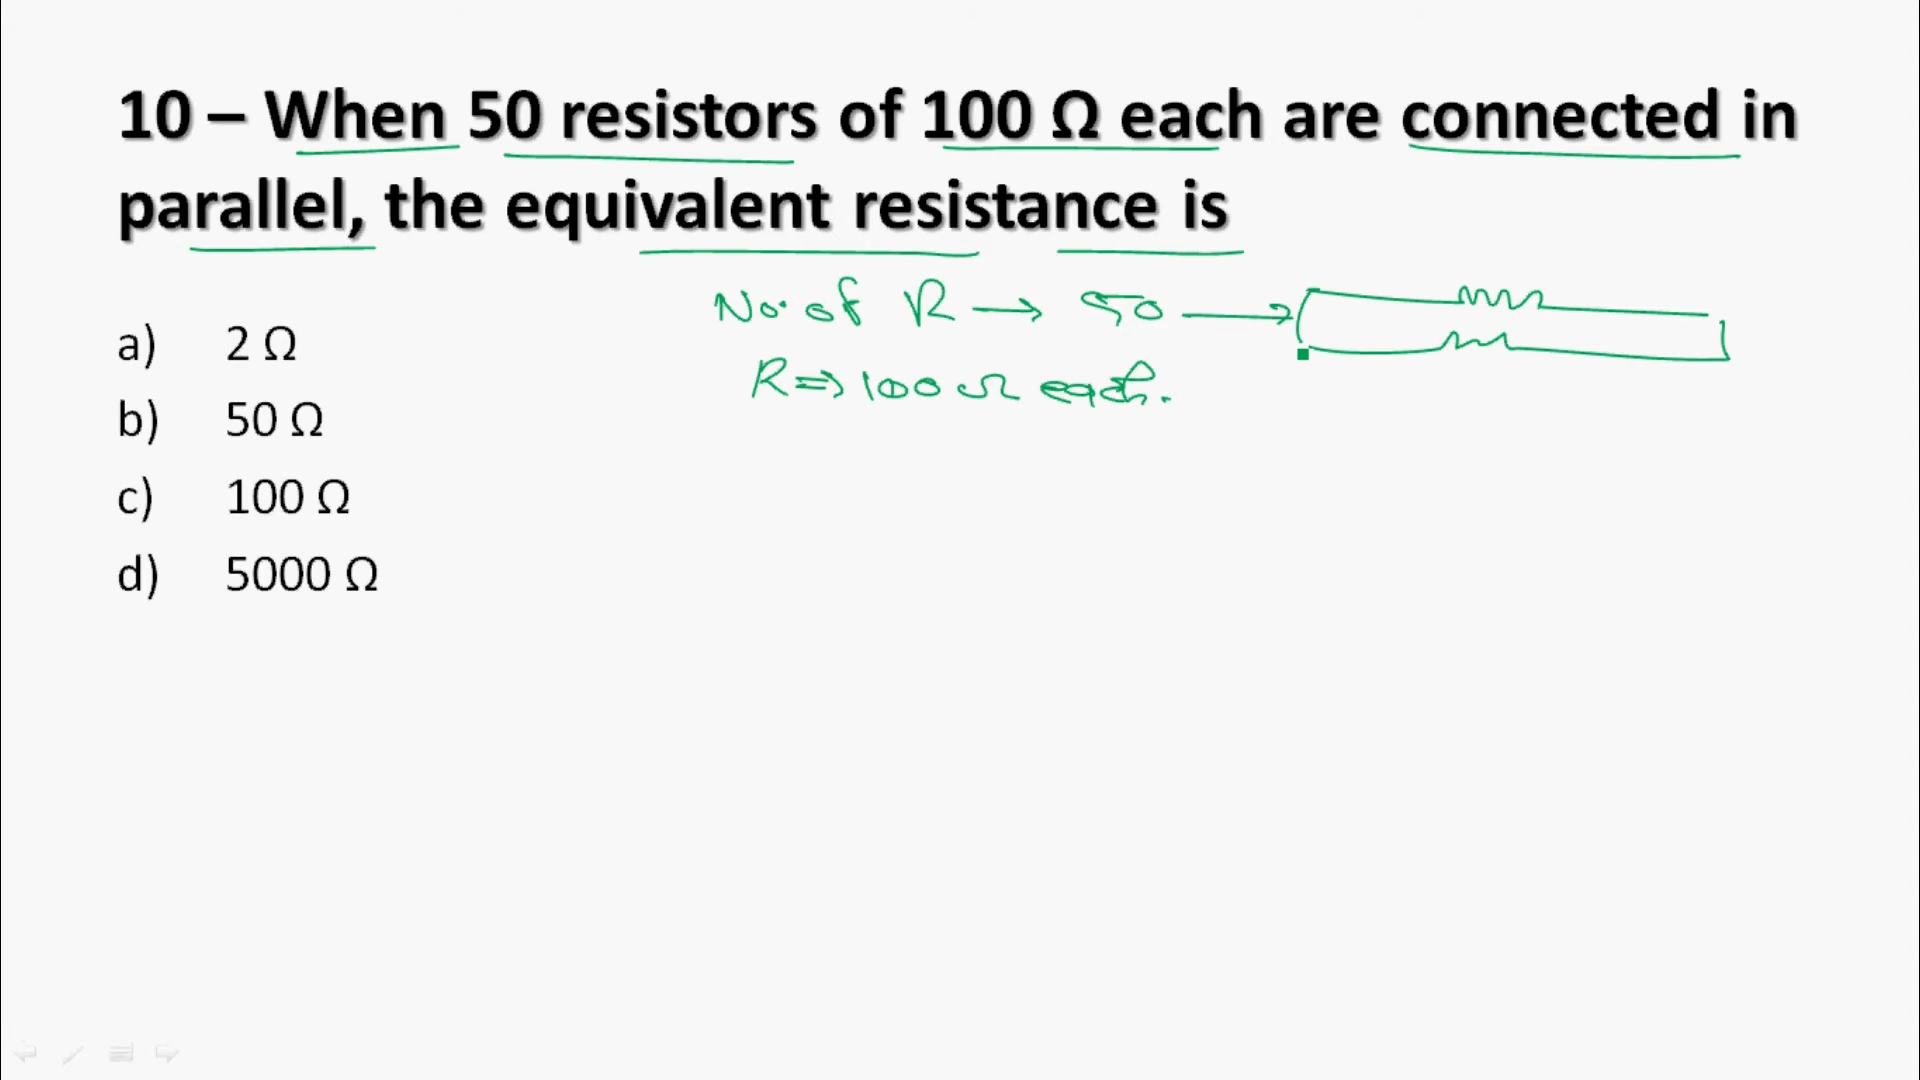 10 – When 50 resistors of 100 Ω each are connected in
parallel, the equivalent resistance is
No. of R → 50 →
R ⇒ 100 Ω each.
a) 2 Ω
b) 50 Ω
c) 100 Ω
d) 5000 Ω